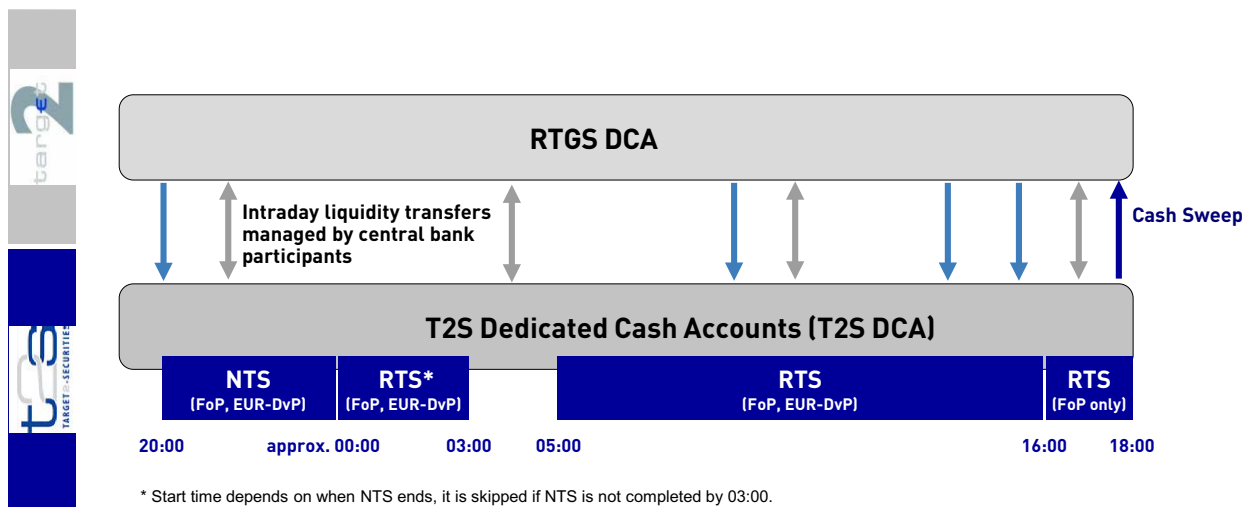 targ€t
2
RTGS DCA
Intraday liquidity transfers
managed by central bank
participants
Cash Sweep
T2S Dedicated Cash Accounts (T2S DCA)
t2s
TARGET2-SECURITIES
NTS
(FoP, EUR-DvP)
RTS*
(FoP, EUR-DvP)
RTS
(FoP, EUR-DvP)
RTS
(FoP only)
20:00 approx. 00:00 03:00 05:00 16:00 18:00
* Start time depends on when NTS ends, it is skipped if NTS is not completed by 03:00.